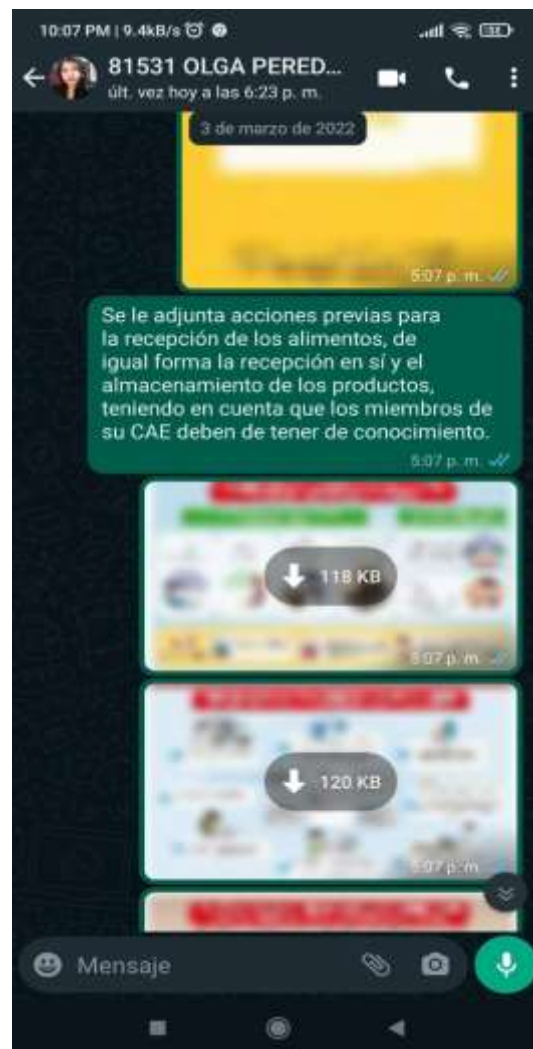 10:07 PM | 9.4kB/s
81531 OLGA PERED...
últ. vez hoy a las 6:23 p. m.
3 de marzo de 2022
5:07 p. m.
Se le adjunta acciones previas para
la recepción de los alimentos, de
igual forma la recepción en sí y el
almacenamiento de los productos,
teniendo en cuenta que los miembros de
su CAE deben de tener de conocimiento.
5:07 p. m.
118 KB
5:07 p. m.
120 KB
5:07 p. m.
Mensaje